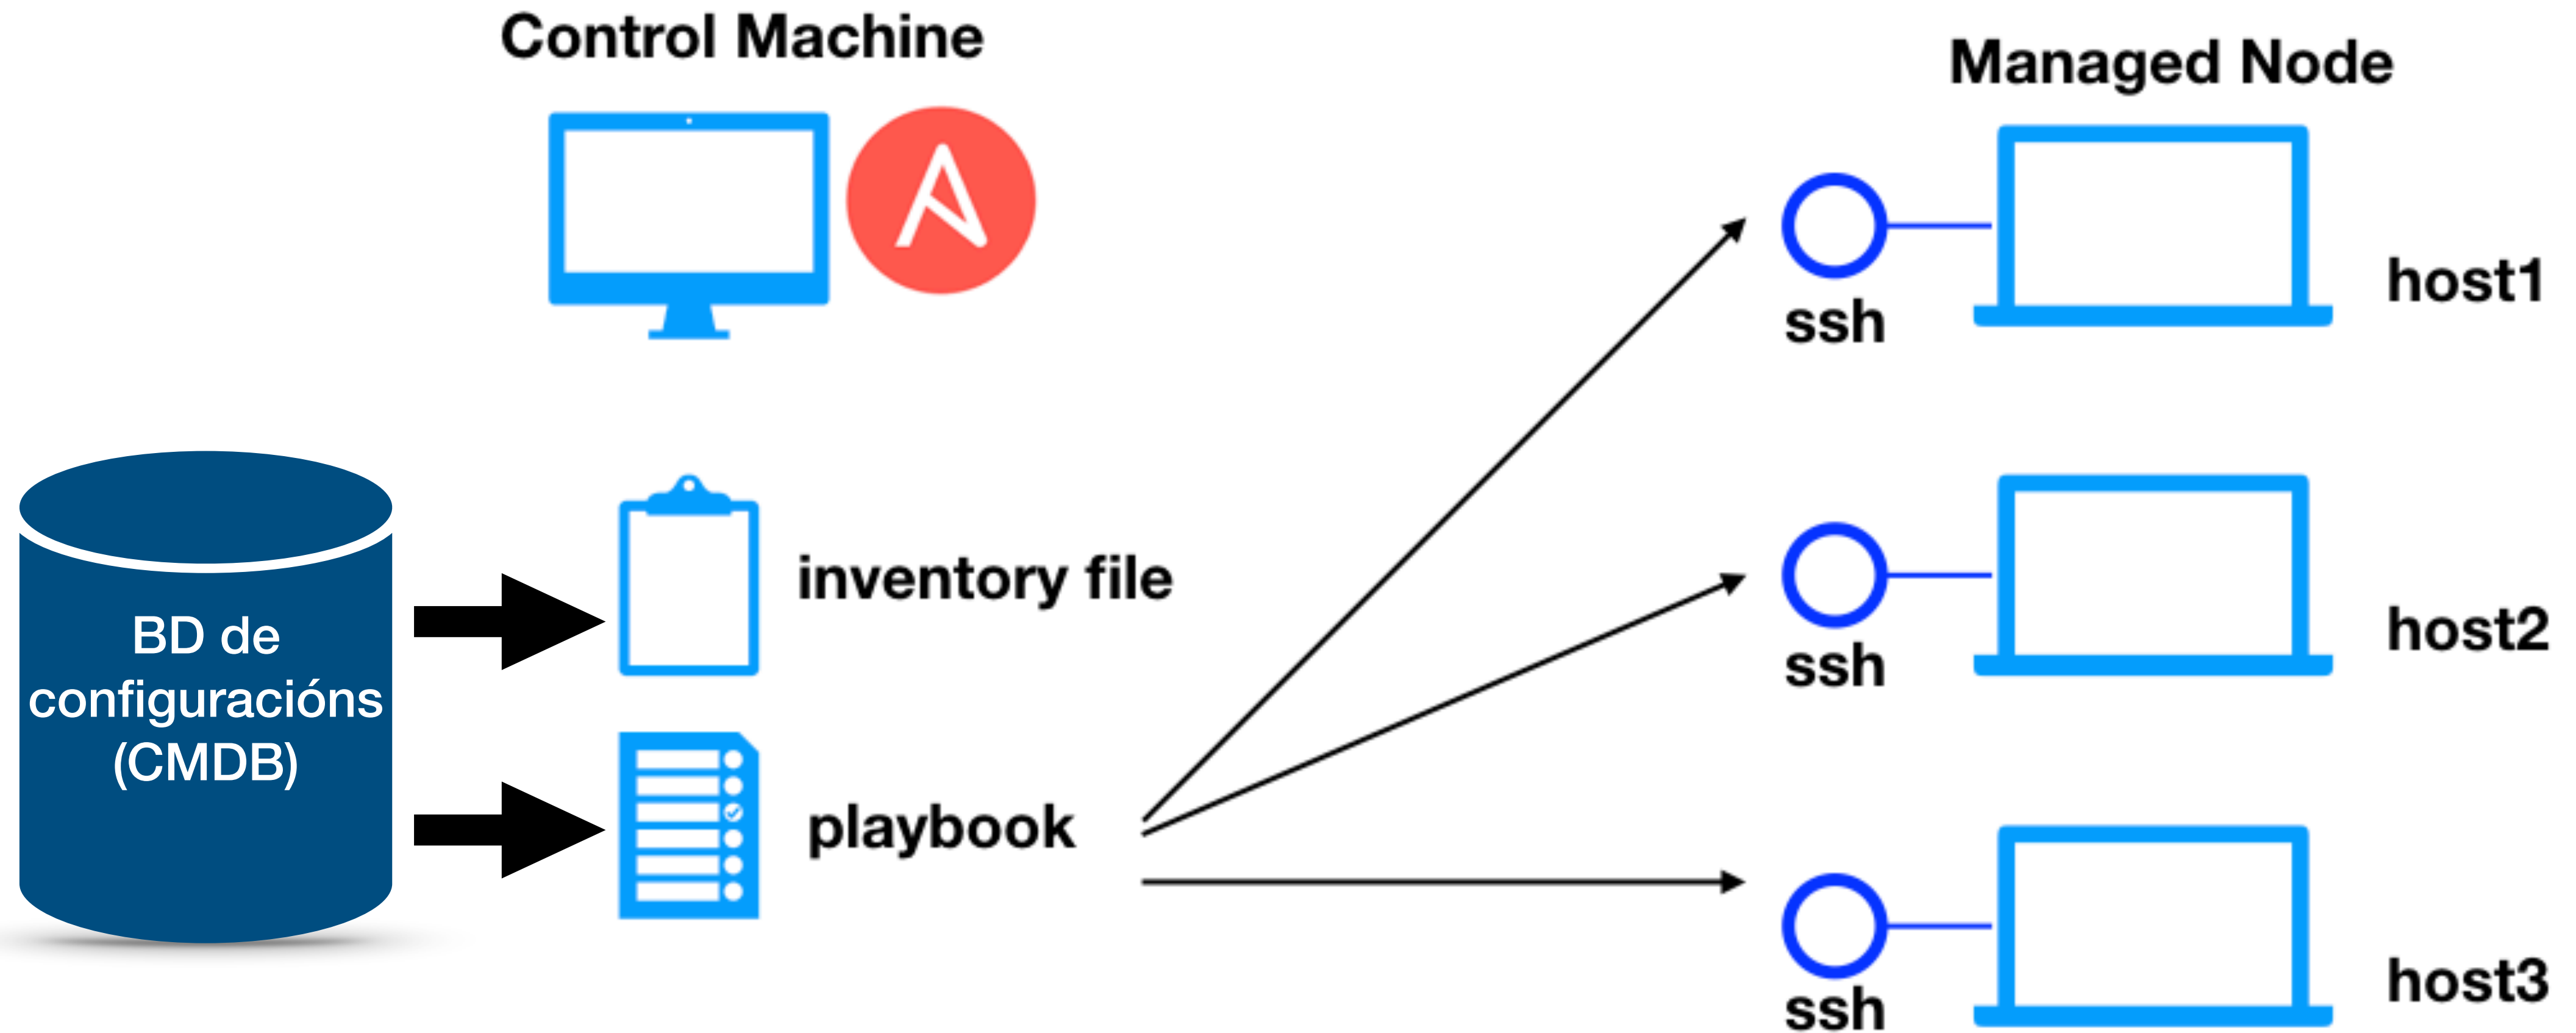 Control Machine
Managed Node
host1
ssh
BD de
configuracións
(CMDB)
inventory file
host2
ssh
playbook
host3
ssh